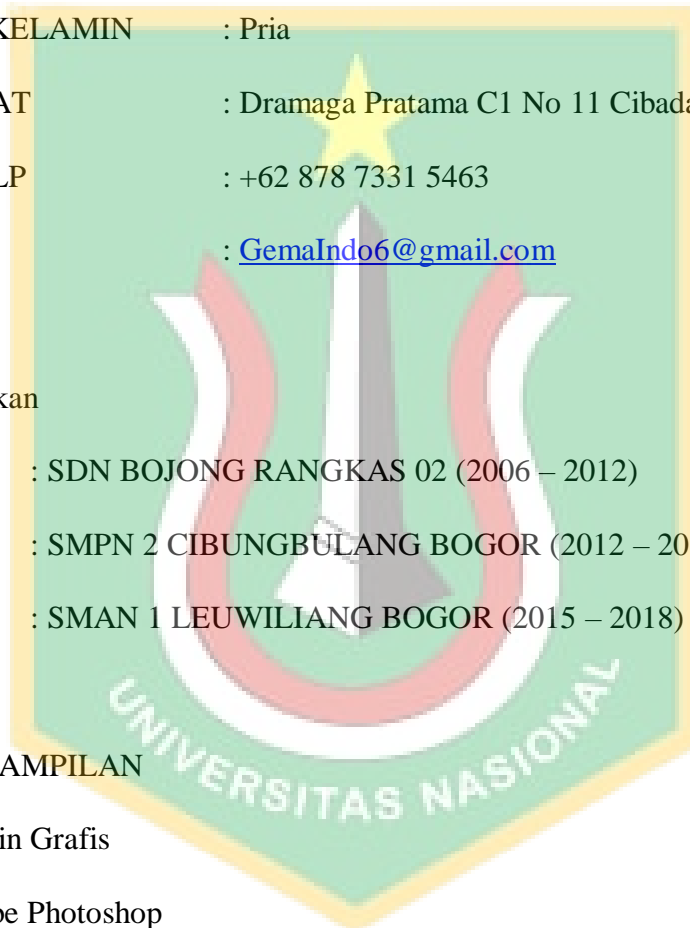 KELAMIN : Pria
AT : Dramaga Pratama C1 No 11 Cibada
LP : +62 878 7331 5463
: GemaIndo6@gmail.com
kan
: SDN BOJONG RANGKAS 02 (2006 – 2012)
: SMPN 2 CIBUNGBULANG BOGOR (2012 – 20
: SMAN 1 LEUWILIANG BOGOR (2015 – 2018)
UNIVERSITAS NASIONAL
AMPILAN
in Grafis
be Photoshop